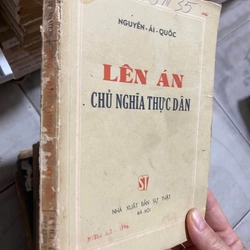 NGUYỄN-ÁI-QUỐC
LÊN ÁN
CHỦ NGHĨA THỰC DÂN
ST
NHÀ XUẤT BẢN SỰ THẬT
HÀ NỘI